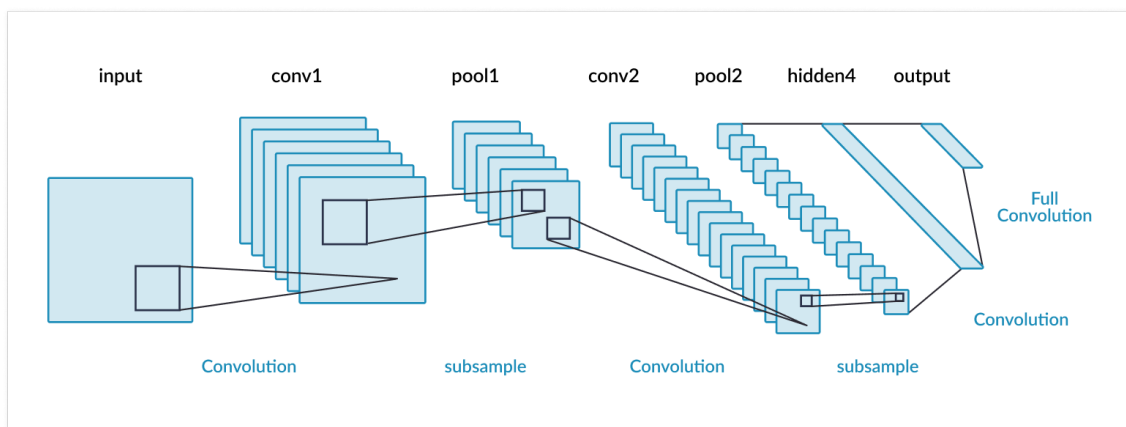 input conv1 pool1 conv2 pool2 hidden4 output
Full
Convolution
Convolution
Convolution subsample Convolution subsample